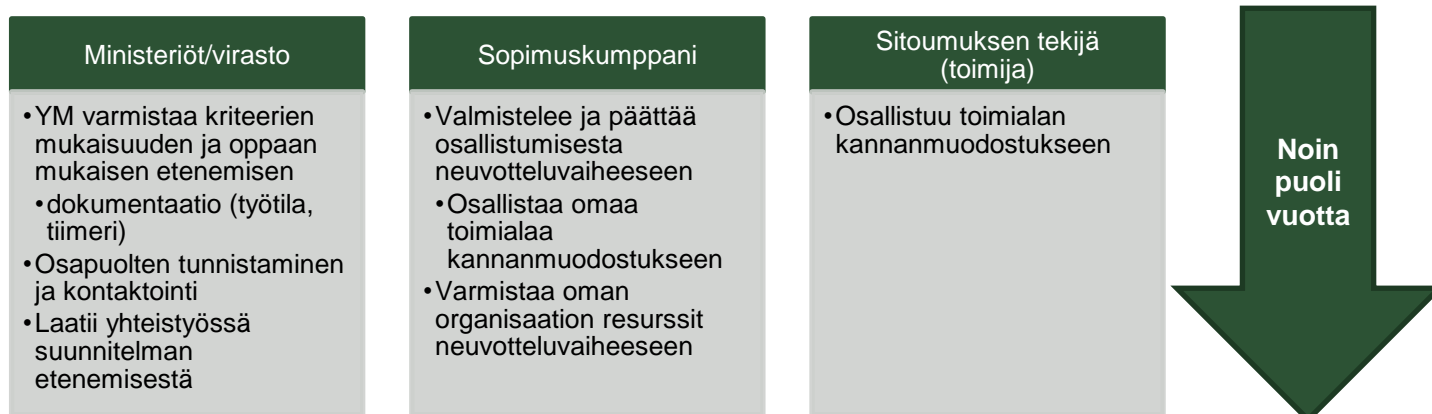 Ministeriöt/virasto
•YM varmistaa kriteerien
mukaisuuden ja oppaan
mukaisen etenemisen
•dokumentaatio (työtila,
tiimeri)
•Osapuolten tunnistaminen
ja kontaktointi
•Laatii yhteistyössä
suunnitelman
etenemisestä
Sopimuskumppani
•Valmistelee ja päättää
osallistumisesta
neuvotteluvaiheeseen
•Osallistaa omaa
toimialaa
kannanmuodostukseen
•Varmistaa oman
organisaation resurssit
neuvotteluvaiheeseen
Sitoumuksen tekijä
(toimija)
•Osallistuu toimialan
kannanmuodostukseen
Noin
puoli
vuotta